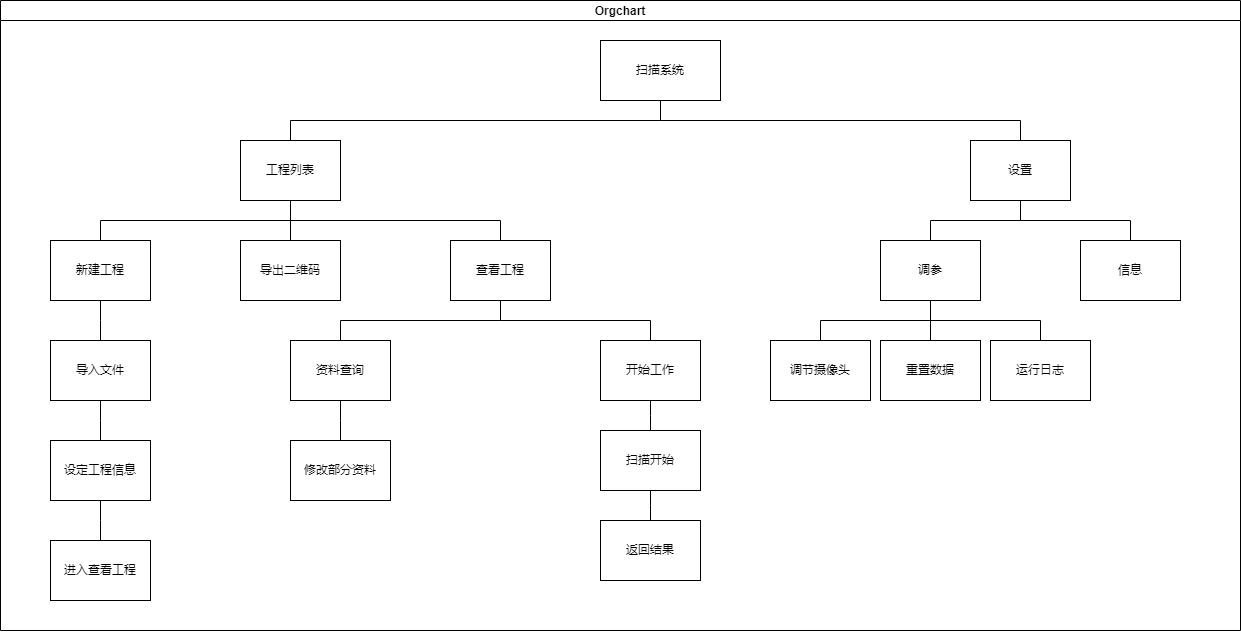 Orgchart
扫描系统
工程列表
设置
新建工程
导出二维码
查看工程
调参
信息
导入文件
资料查询
开始工作
调节摄像头
重置数据
运行日志
设定工程信息
修改部分资料
扫描开始
返回结果
进入查看工程